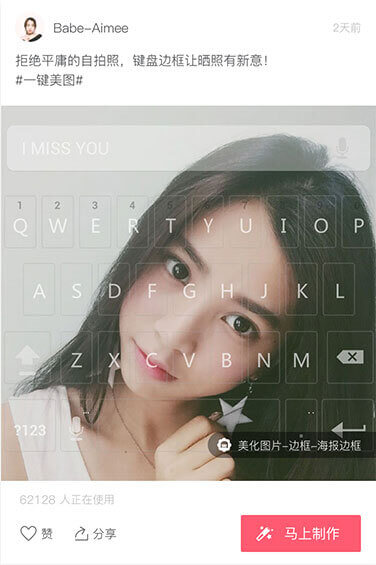 Babe-Aimee
2天前
拒绝平庸的自拍照，键盘边框让晒照有新意！
#一键美图#
I MISS YOU
1 2 3 4 5 6 7 8 9 0
Q W E R T Y U I O P
A S D F G H J K L
Z X C V B N M
?123
美化图片-边框-海报边框
62128 人正在使用
赞
分享
马上制作